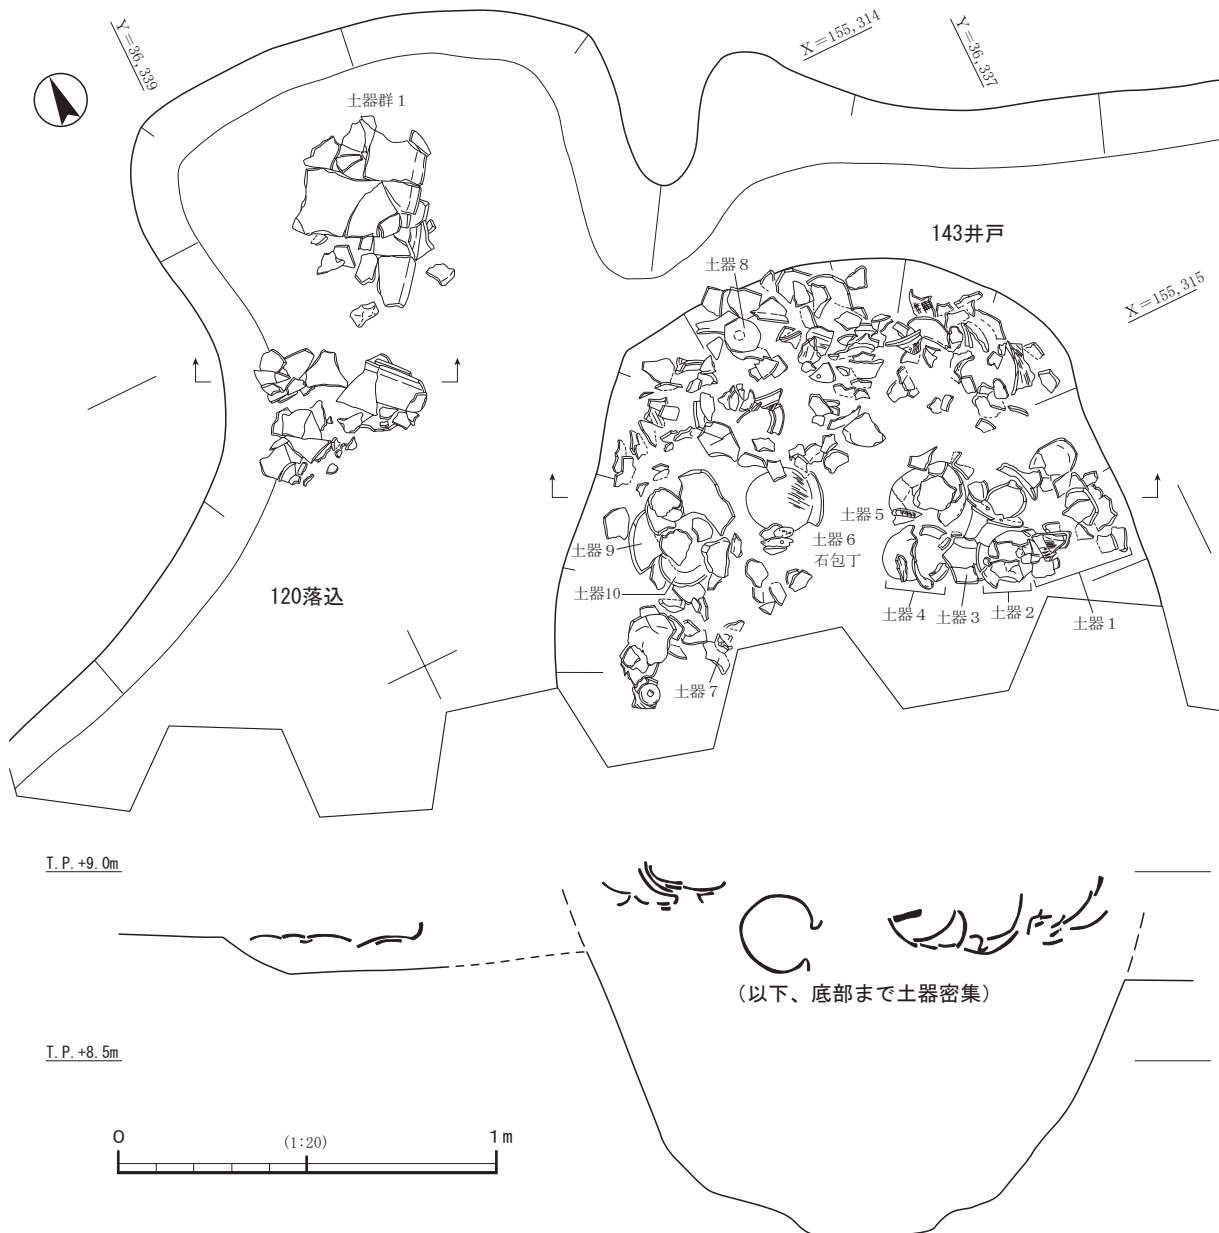 Y=36,339
X=155,314
Y=36,337
土器群1
143井戸
土器8
X=155,315
土器5
土器6
石包丁
土器9
土器10
120落込
土器4
土器3
土器2
土器1
土器7
T.P.+9.0m
(以下、底部まで土器密集)
T.P.+8.5m
0
(1:20)
1m